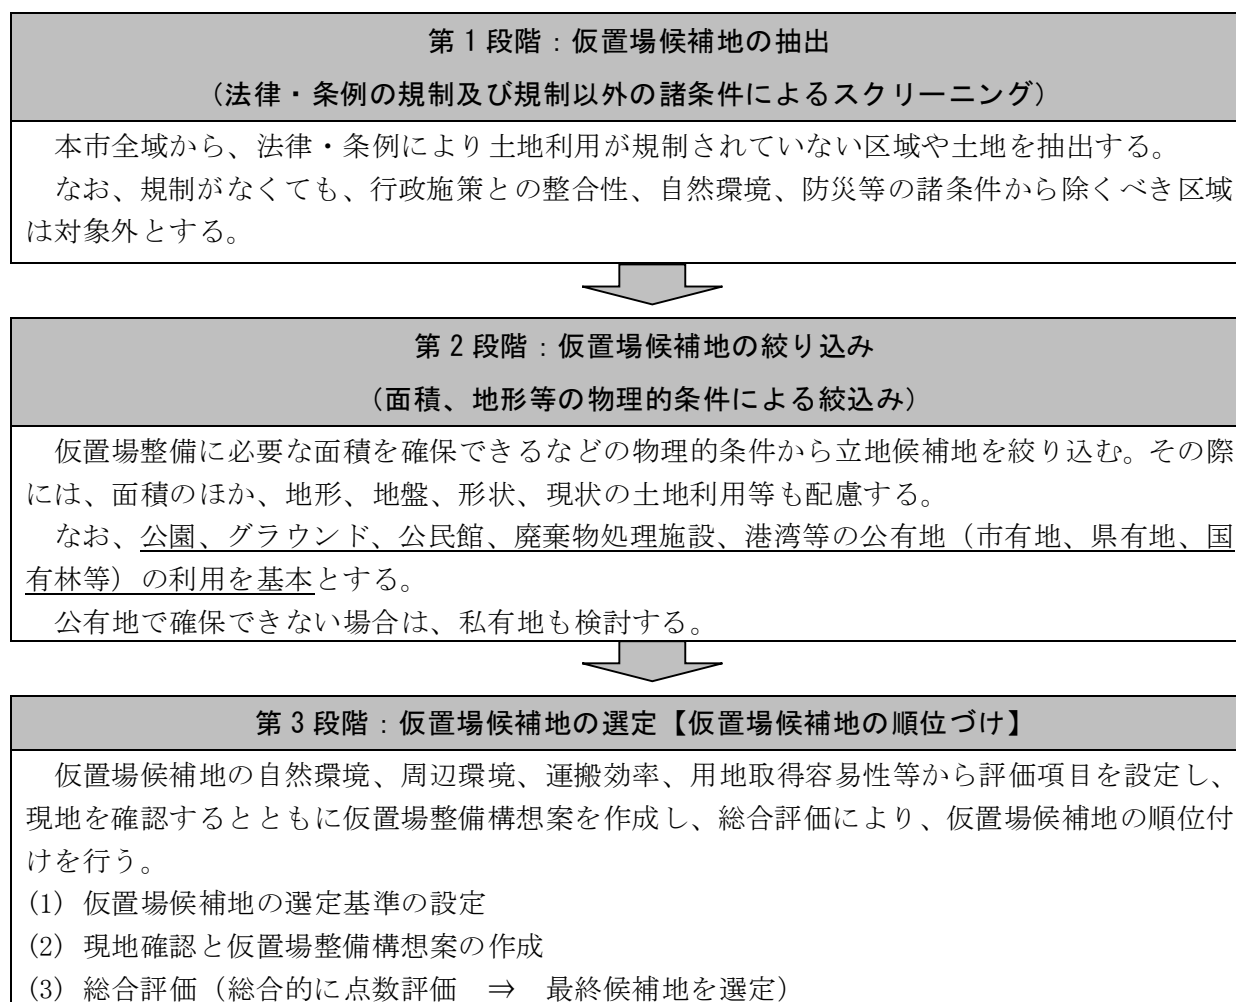 第1段階:仮置場候補地の抽出
(法律・条例の規制及び規制以外の諸条件によるスクリーニング)
本市全域から、法律・条例により土地利用が規制されていない区域や土地を抽出する。
なお、規制がなくても、行政施策との整合性、自然環境、防災等の諸条件から除くべき区域
は対象外とする。
第2段階:仮置場候補地の絞り込み
(面積、地形等の物理的条件による絞込み)
仮置場整備に必要な面積を確保できるなどの物理的条件から立地候補地を絞り込む。その際
には、面積のほか、地形、地盤、形状、現状の土地利用等も配慮する。
なお、公園、グラウンド、公民館、廃棄物処理施設、港湾等の公有地(市有地、県有地、国
有林等)の利用を基本とする。
公有地で確保できない場合は、私有地も検討する。
第3段階:仮置場候補地の選定【仮置場候補地の順位づけ】
仮置場候補地の自然環境、周辺環境、運搬効率、用地取得容易性等から評価項目を設定し、
現地を確認するとともに仮置場整備構想案を作成し、総合評価により、仮置場候補地の順位付
けを行う。
(1) 仮置場候補地の選定基準の設定
(2) 現地確認と仮置場整備構想案の作成
(3) 総合評価(総合的に点数評価 ⇒ 最終候補地を選定)